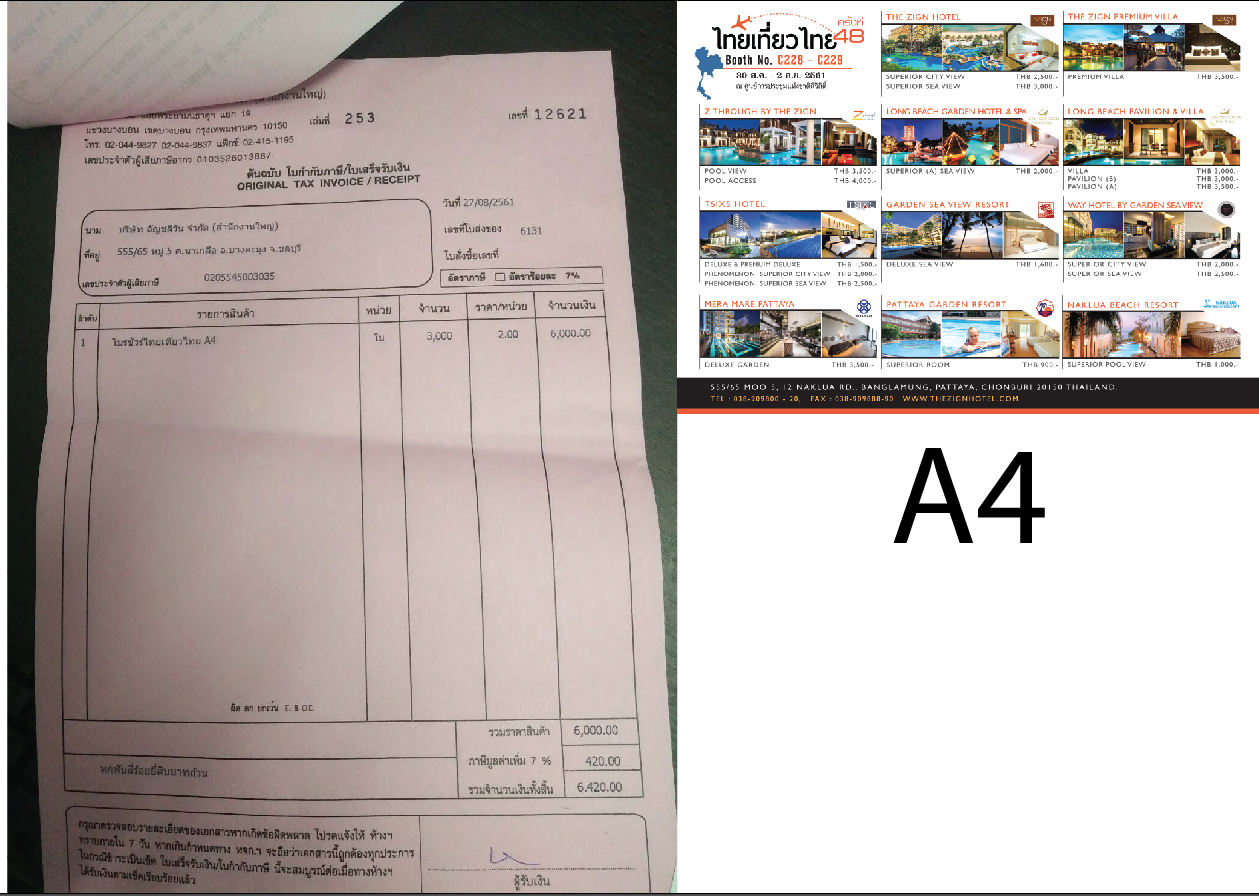 (สำนักงานใหญ่)
แยก 19
แขวงบางบอน เขตบางบอน กรุงเทพมหานคร 10150
โทร. 02-044-9827 02-044-9837 แฟ็กซ์ 02-415-1195
เลขประจำตัวผู้เสียภาษีอากร 0103526013887
เล่มที่ 253
เลขที่ 12621
ต้นฉบับ ใบกำกับภาษี/ใบเสร็จรับเงิน
ORIGINAL TAX INVOICE / RECEIPT
วันที่ 27/08/2561
นาม บริษัท อัญชลิวัน จำกัด (สำนักงานใหญ่)
ที่อยู่ 555/65 หมู่ 5 ต.นาเกลือ อ.บางละมุง จ.ชลบุรี
เลขประจำตัวผู้เสียภาษี 0205545003035
เลขที่ใบส่งของ 6131
ใบสั่งซื้อเลขที่
อัตราภาษี อัตราร้อยละ 7%
ลำดับ รายการสินค้า หน่วย จำนวน ราคา/หน่วย จำนวนเงิน
1 โบรชัวร์ไทยเที่ยวไทย A4 ใบ 3,000 2.00 6,000.00
ผิด ตก ยกเว้น E. & O.E.
รวมราคาสินค้า 6,000.00
ภาษีมูลค่าเพิ่ม 7 % 420.00
หกพันสี่ร้อยยี่สิบบาทถ้วน
รวมจำนวนเงินทั้งสิ้น 6,420.00
กรุณาตรวจสอบรายละเอียดของเอกสารหากเกิดข้อผิดพลาด โปรดแจ้งให้ ห้างฯ
ทราบภายใน 7 วัน หากเกินกำหนดทาง หจก.ฯ จะถือว่าเอกสารนี้ถูกต้องทุกประการ
ในกรณีชำระเป็นเช็ค ใบเสร็จรับเงิน/ใบกำกับภาษี นี้จะสมบูรณ์ต่อเมื่อทางห้างฯ
ได้รับเงินตามเช็คเรียบร้อยแล้ว
ผู้รับเงิน
ไทยเที่ยวไทย ครั้งที่ 48
Booth No. C228 - C229
30 ส.ค. - 2 ก.ย. 2561
ณ ศูนย์การประชุมแห่งชาติสิริกิติ์
THE ZIGN HOTEL
SUPERIOR CITY VIEW THB 2,500.-
SUPERIOR SEA VIEW THB 3,000.-
THE ZIGN PREMIUM VILLA
PREMIUM VILLA THB 3,500.-
Z THROUGH BY THE ZIGN
POOL VIEW THB 3,500.-
POOL ACCESS THB 4,000.-
LONG BEACH GARDEN HOTEL & SPA
SUPERIOR (A) SEA VIEW THB 2,000.-
LONG BEACH PAVILION & VILLA
VILLA THB 2,000.-
PAVILION (B) THB 3,000.-
PAVILION (A) THB 3,500.-
TSIX5 HOTEL
DELUXE & PREMUIM DELUXE THB 1,500.-
PHENOMENON SUPERIOR CITY VIEW THB 2,000.-
PHENOMENON SUPERIOR SEA VIEW THB 2,500.-
GARDEN SEA VIEW RESORT
DELUXE SEA VIEW THB 1,600.-
WAY HOTEL BY GARDEN SEA VIEW
SUPERIOR CITY VIEW THB 2,000.-
SUPERIOR SEA VIEW THB 2,500.-
MERA MARE PATTAYA
DELUXE GARDEN THB 3,500.-
PATTAYA GARDEN RESORT
SUPERIOR ROOM THB 900.-
NAKLUA BEACH RESORT
NAKLUA
SUPERIOR POOL VIEW THB 1,000.-
555/65 MOO 5, 12 NAKLUA RD., BANGLAMUNG, PATTAYA, CHONBURI 20150 THAILAND.
TEL : 038-909800 - 20, FAX : 038-909888-90 WWW.THEZIGNHOTEL.COM
A4